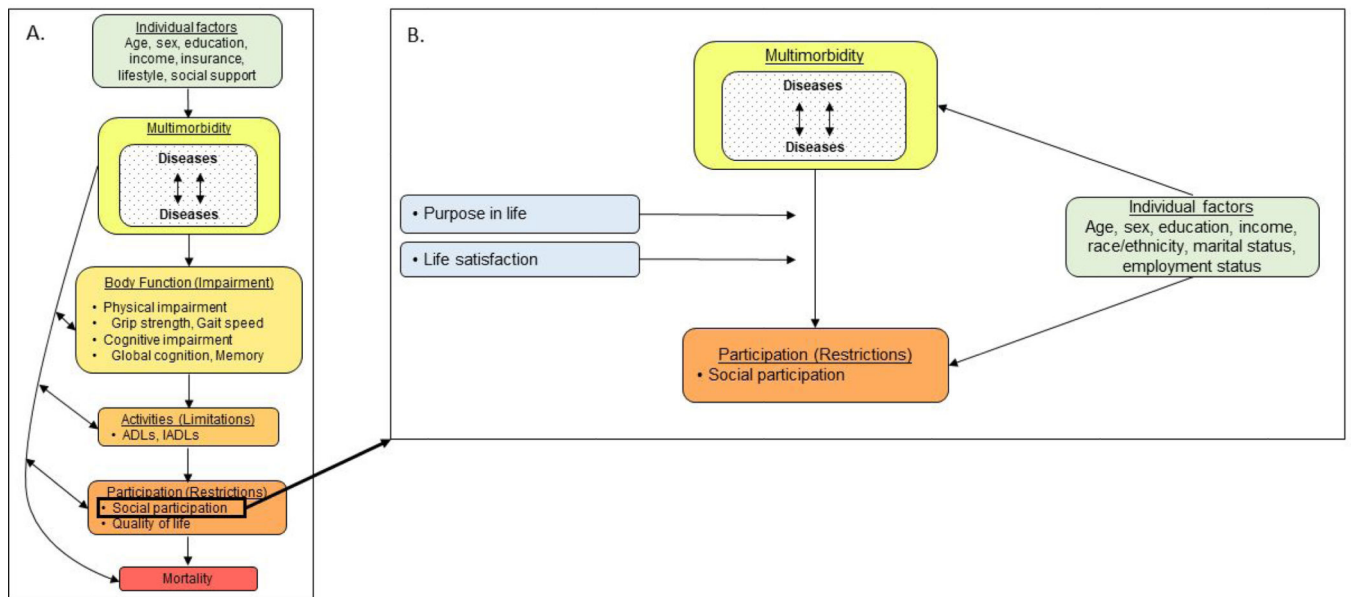 A.
Individual factors
Age, sex, education,
income, insurance,
lifestyle, social support
Multimorbidity
Diseases
Diseases
Body Function (Impairment)
• Physical impairment
• Grip strength, Gait speed
• Cognitive impairment
• Global cognition, Memory
Activities (Limitations)
• ADLs, IADLs
Participation (Restrictions)
• Social participation
• Quality of life
Mortality
B.
Multimorbidity
Diseases
Diseases
• Purpose in life
• Life satisfaction
Individual factors
Age, sex, education, income,
race/ethnicity, marital status,
employment status
Participation (Restrictions)
• Social participation